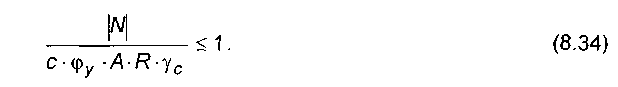 |N| / (c · φ_y · A · R · γ_c) ≤ 1. (8.34)